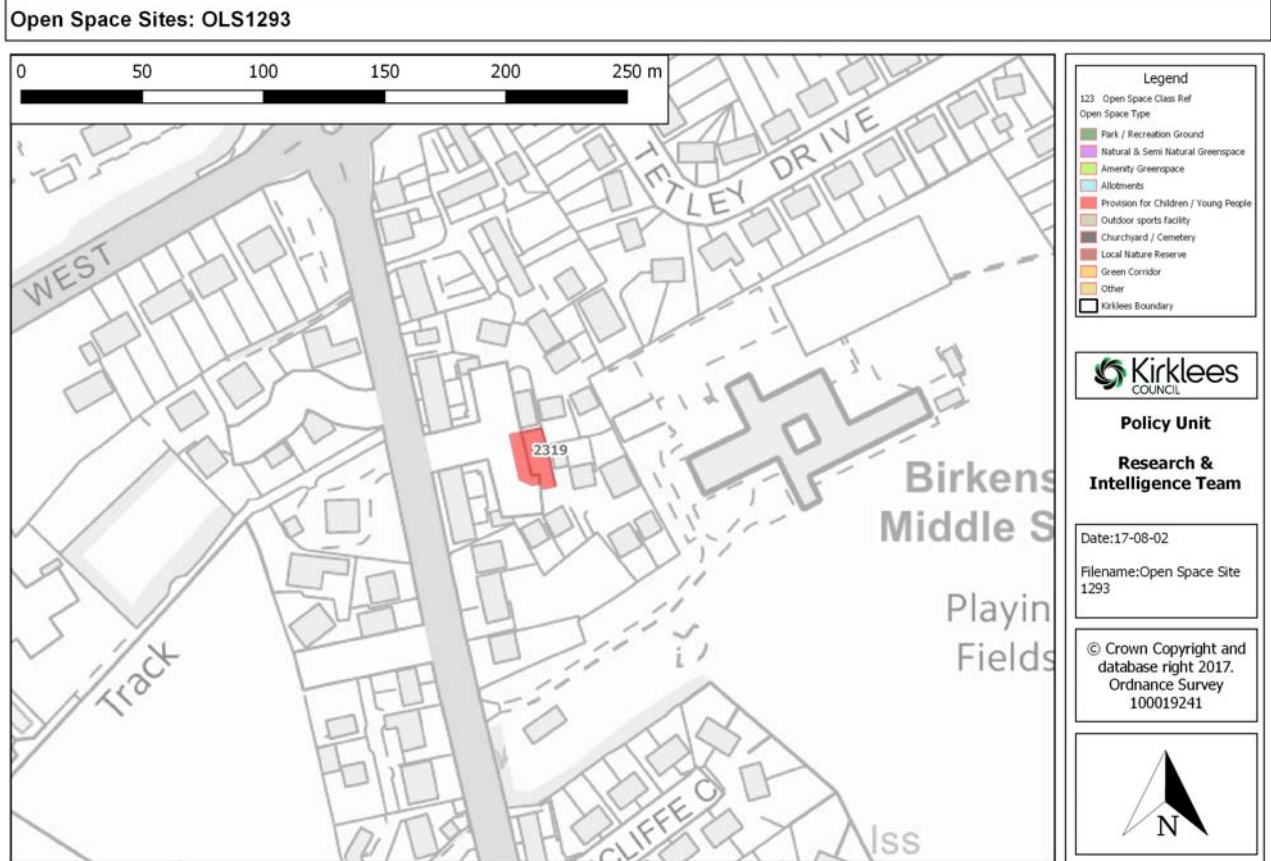 Open Space Sites: OLS1293
0 50 100 150 200 250 m
WEST
TETLEY DRIVE
2319
Birkens
Middle S
Playin
Fields
Track
CLIFFE C
Iss
Legend
123 Open Space Class Ref
Open Space Type
Park / Recreation Ground
Natural & Semi Natural Greenspace
Amenity Greenspace
Allotments
Provision for Children / Young People
Outdoor sports facility
Churchyard / Cemetery
Local Nature Reserve
Green Corridor
Other
Kirklees Boundary
Kirklees
COUNCIL
Policy Unit
Research &
Intelligence Team
Date:17-08-02
Filename:Open Space Site
1293
© Crown Copyright and
database right 2017.
Ordnance Survey
100019241
N